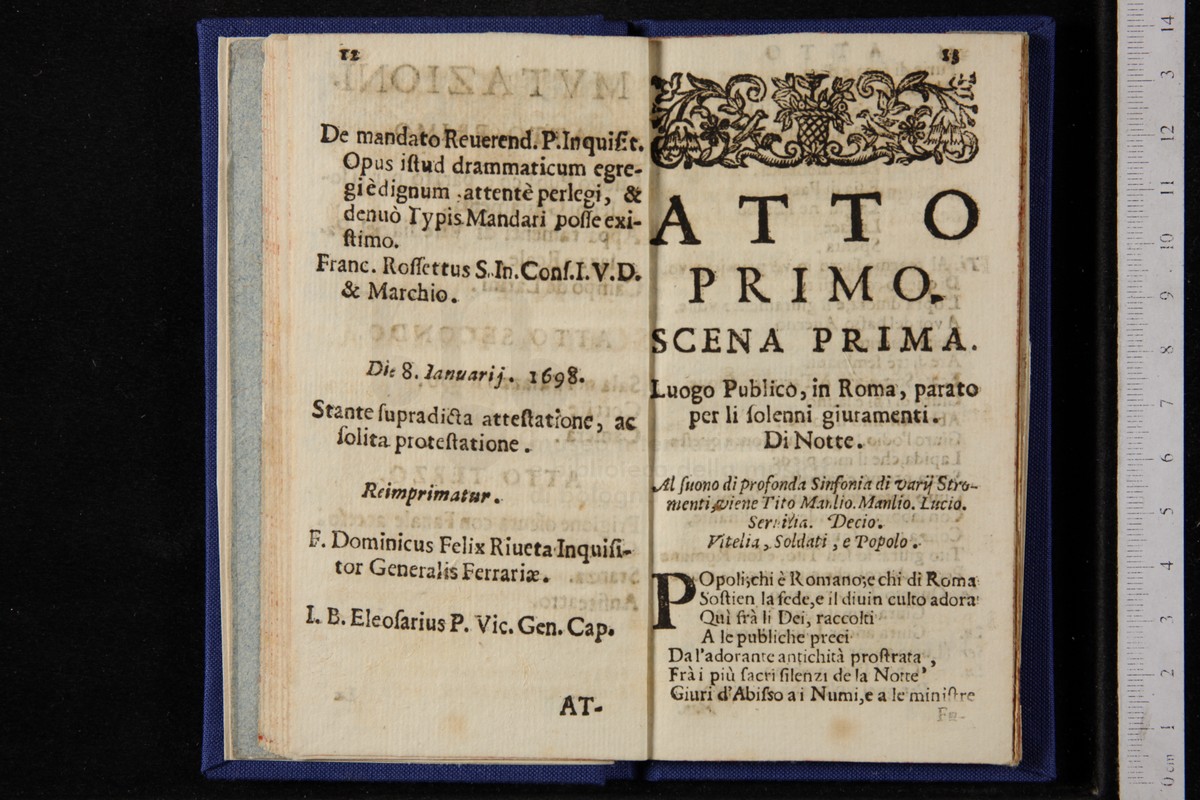 12
De mandato Reuerend. P. Inquisit.
Opus iſtud drammaticum egre-
giè dignum attentè perlegi, &
denuò Typis Mandari poſſe exi-
ſtimo.
Franc. Roſſettus S. In. Conſ. I. V. D.
& Marchio.
Die 8. Ianuarij. 1698.
Stante ſupradicta atteſtatione, ac
ſolita proteſtatione.
Reimprimatur.
F. Dominicus Felix Riueta Inquiſi-
tor Generalis Ferrariæ.
I. B. Eleoſarius P. Vic. Gen. Cap.
AT-
13
ATTO
PRIMO.
SCENA PRIMA.
Luogo Publico, in Roma, parato
per li ſolenni giuramenti.
Di Notte.
Al ſuono di profonda Sinfonia di varij Stro-
menti, viene Tito Manlio. Manlio. Lucio.
Servilia. Decio.
Vitelia, Soldati, e Popolo.
POpoli; chi è Romano; e chi di Roma
Soſtien la fede, e il diuin culto adora
Quì frà li Dei, raccolti
A le publiche preci
Da l'adorante antichità proſtrata,
Frà i più ſacri ſilenzi de la Notte
Giuri d'Abiſſo a i Numi, e a le miniſtre